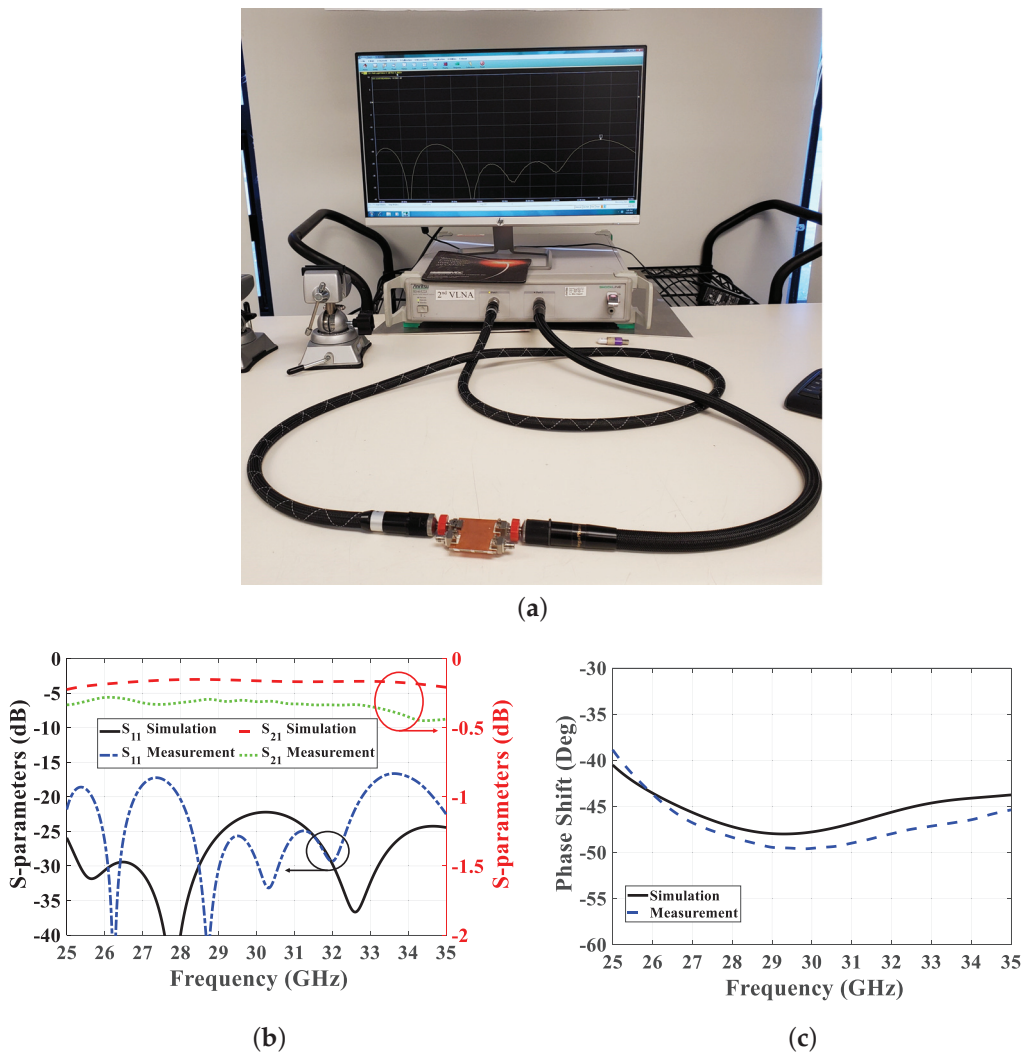 hp
Anritsu
2nd VLNA
(a)
0
-5
-10
-15
-20
-25
-30
-35
-40
S-parameters (dB)
S11 Simulation
S21 Simulation
S11 Measurement
S21 Measurement
0
-0.5
-1
-1.5
-2
S-parameters (dB)
25 26 27 28 29 30 31 32 33 34 35
Frequency (GHz)
(b)
-30
-35
-40
-45
-50
-55
-60
Phase Shift (Deg)
Simulation
Measurement
25 26 27 28 29 30 31 32 33 34 35
Frequency (GHz)
(c)